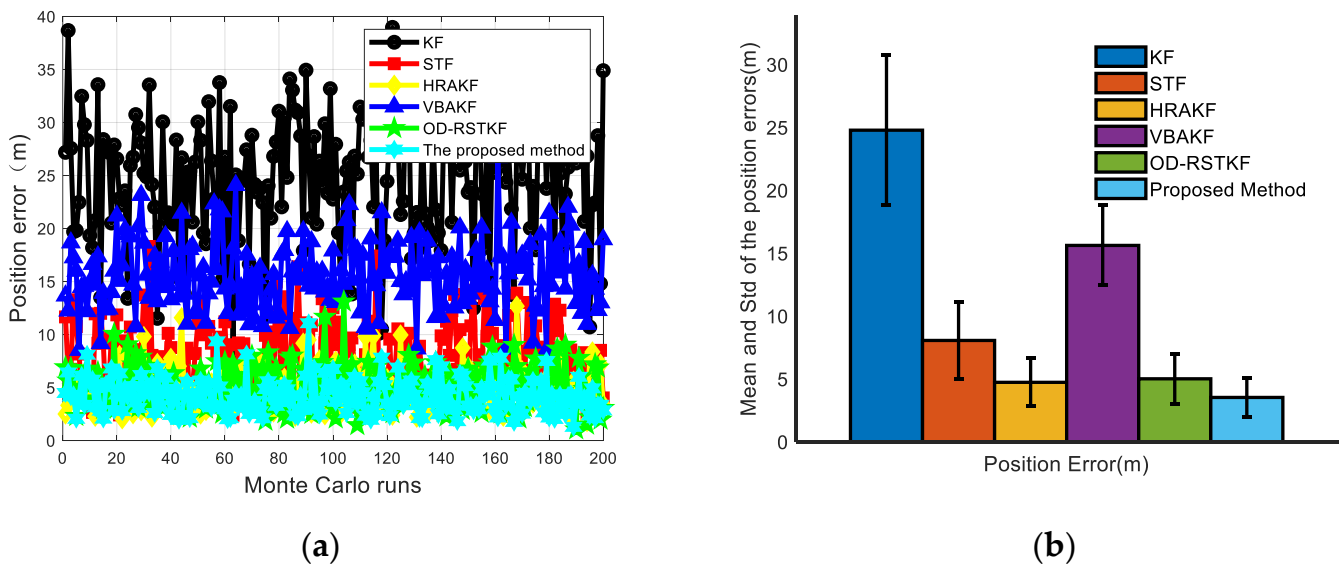 40
35
30
25
20
15
10
5
0
Position error (m)
KF
STF
HRAKF
VBAKF
OD-RSTKF
The proposed method
0 20 40 60 80 100 120 140 160 180 200
Monte Carlo runs
(a)
30
25
20
15
10
5
0
Mean and Std of the position errors(m)
KF
STF
HRAKF
VBAKF
OD-RSTKF
Proposed Method
Position Error(m)
(b)